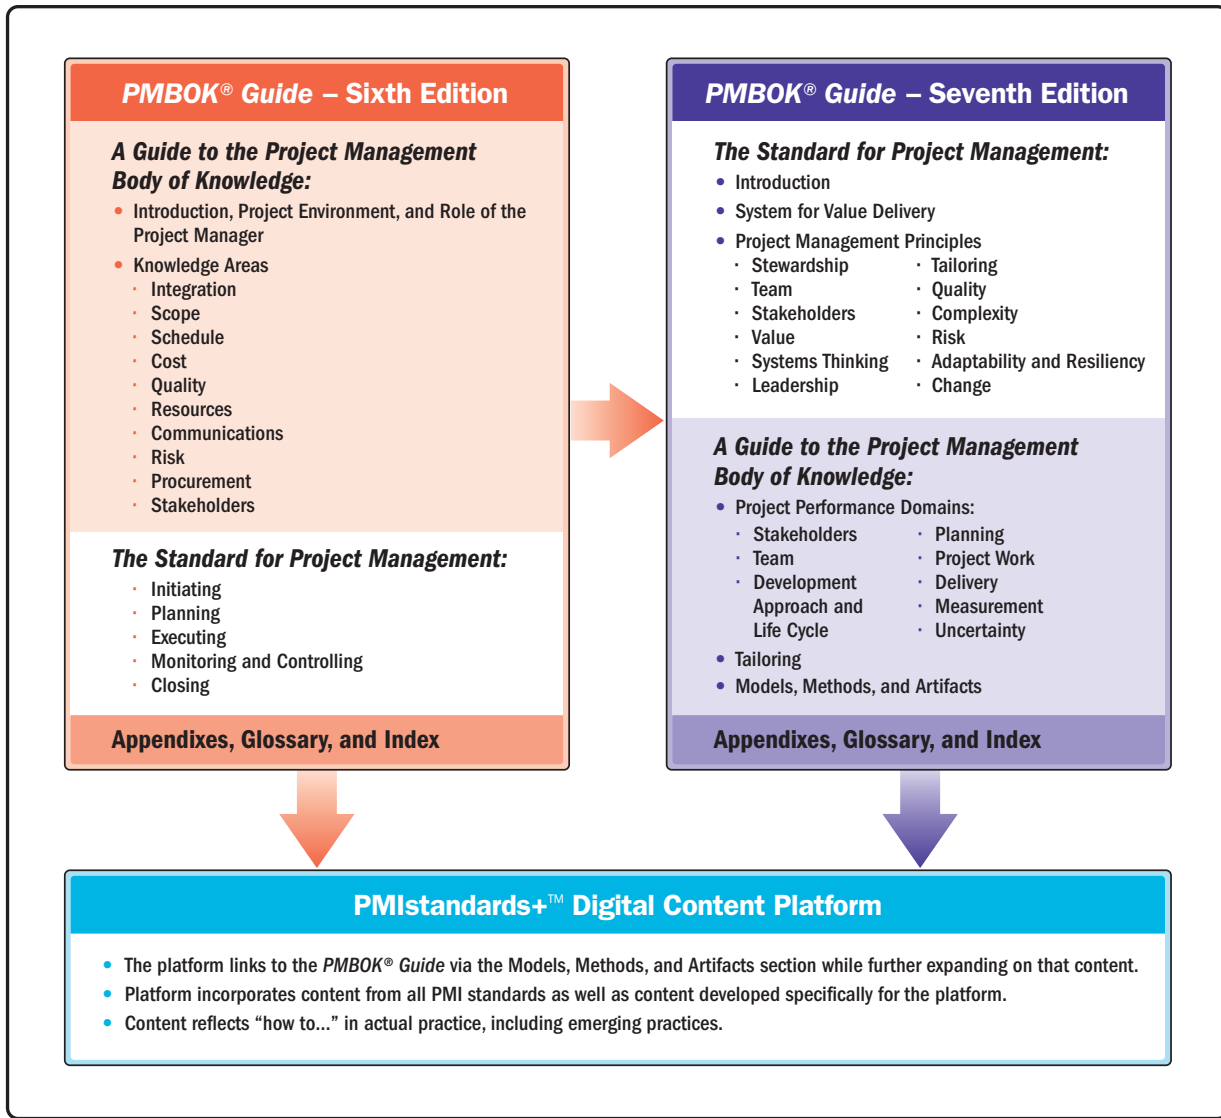 PMBOK® Guide – Sixth Edition
A Guide to the Project Management
Body of Knowledge:
• Introduction, Project Environment, and Role of the
Project Manager
• Knowledge Areas
· Integration
· Scope
· Schedule
· Cost
· Quality
· Resources
· Communications
· Risk
· Procurement
· Stakeholders
The Standard for Project Management:
· Initiating
· Planning
· Executing
· Monitoring and Controlling
· Closing
Appendixes, Glossary, and Index
PMBOK® Guide – Seventh Edition
The Standard for Project Management:
• Introduction
• System for Value Delivery
• Project Management Principles
· Stewardship
· Team
· Stakeholders
· Value
· Systems Thinking
· Leadership
· Tailoring
· Quality
· Complexity
· Risk
· Adaptability and Resiliency
· Change
A Guide to the Project Management
Body of Knowledge:
• Project Performance Domains:
· Stakeholders
· Team
· Development
Approach and
Life Cycle
· Planning
· Project Work
· Delivery
· Measurement
· Uncertainty
• Tailoring
• Models, Methods, and Artifacts
Appendixes, Glossary, and Index
PMIstandards+™ Digital Content Platform
• The platform links to the PMBOK® Guide via the Models, Methods, and Artifacts section while further expanding on that content.
• Platform incorporates content from all PMI standards as well as content developed specifically for the platform.
• Content reflects “how to...” in actual practice, including emerging practices.